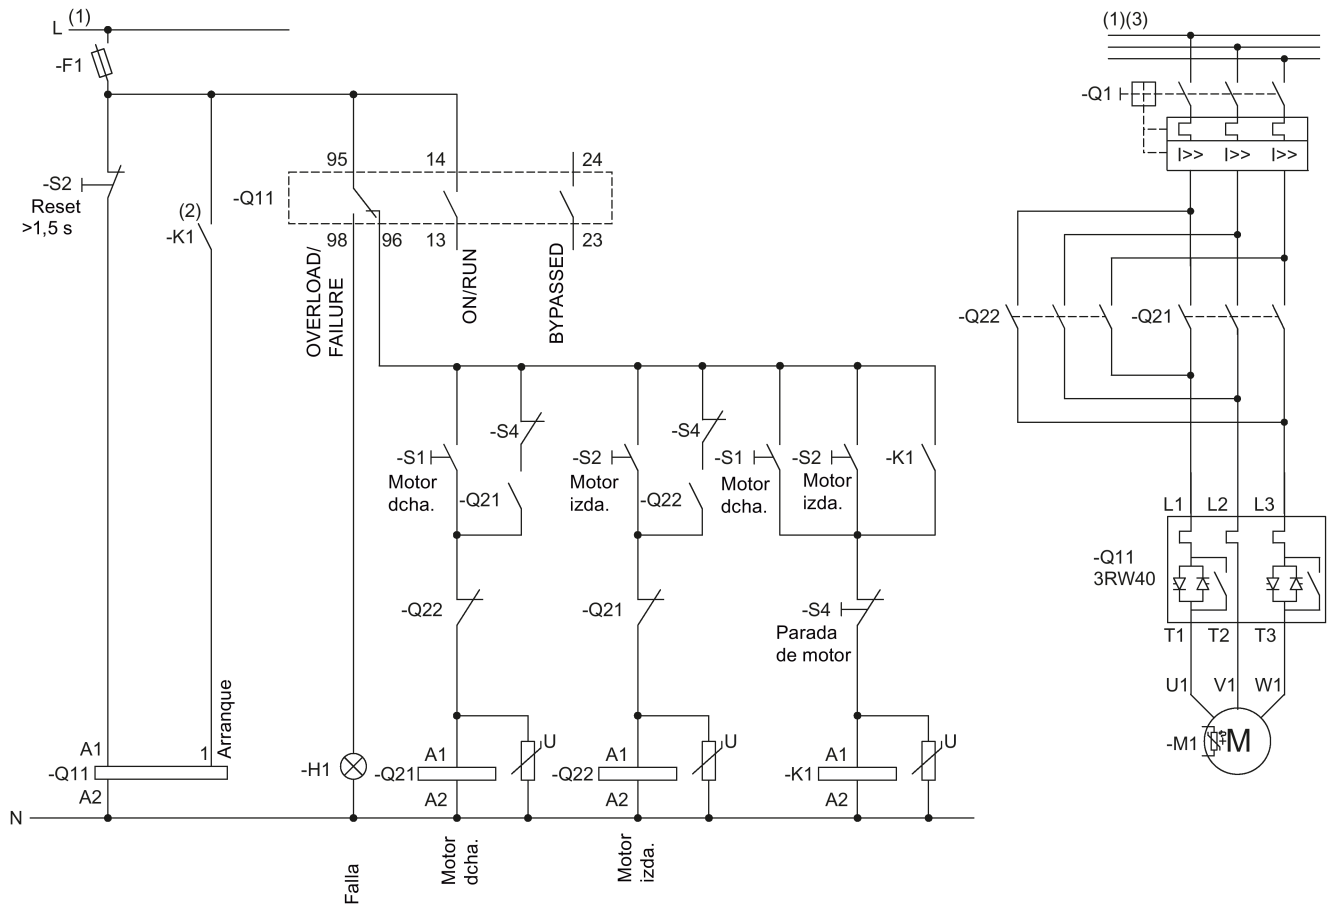 L
(1)
-F1
-S2
Reset
>1,5 s
(2)
-K1
-Q11
95
14
24
98
96
13
23
OVERLOAD/
FAILURE
ON/RUN
BYPASSED
-S4
-S4
-S1
Motor
dcha.
-Q21
-S2
Motor
izda.
-Q22
-S1
Motor
dcha.
-S2
Motor
izda.
-K1
-Q22
-Q21
-S4
Parada
de motor
Arranque
A1
1
-Q11
A2
-H1
A1
-Q21
A2
U
A1
-Q22
A2
U
A1
-K1
A2
U
N
Falla
Motor
dcha.
Motor
izda.
(1)(3)
-Q1
I>> I>> I>>
-Q22
-Q21
L1 L2 L3
-Q11
3RW40
T1 T2 T3
U1 V1 W1
-M1
M